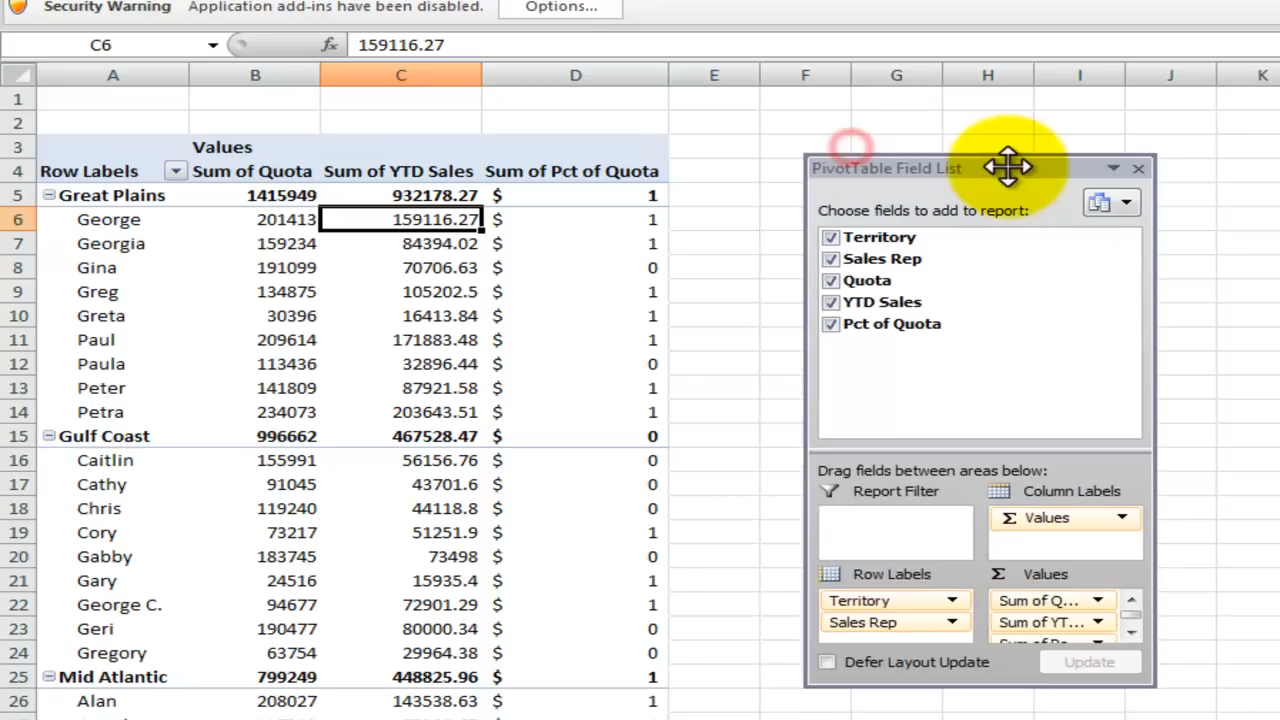 Security Warning Application add-ins have been disabled. Options...
C6 fx 159116.27
A B C D E F G H I J K
1
2
3 Values
4 Row Labels Sum of Quota Sum of YTD Sales Sum of Pct of Quota
5 Great Plains 1415949 932178.27 $ 1
6 George 201413 159116.27 $ 1
7 Georgia 159234 84394.02 $ 1
8 Gina 191099 70706.63 $ 0
9 Greg 134875 105202.5 $ 1
10 Greta 30396 16413.84 $ 1
11 Paul 209614 171883.48 $ 1
12 Paula 113436 32896.44 $ 0
13 Peter 141809 87921.58 $ 1
14 Petra 234073 203643.51 $ 1
15 Gulf Coast 996662 467528.47 $ 0
16 Caitlin 155991 56156.76 $ 0
17 Cathy 91045 43701.6 $ 0
18 Chris 119240 44118.8 $ 0
19 Cory 73217 51251.9 $ 1
20 Gabby 183745 73498 $ 0
21 Gary 24516 15935.4 $ 1
22 George C. 94677 72901.29 $ 1
23 Geri 190477 80000.34 $ 0
24 Gregory 63754 29964.38 $ 0
25 Mid Atlantic 799249 448825.96 $ 1
26 Alan 208027 143538.63 $ 1
PivotTable Field List
Choose fields to add to report:
Territory
Sales Rep
Quota
YTD Sales
Pct of Quota
Drag fields between areas below:
Report Filter Column Labels
Σ Values
Row Labels Σ Values
Territory Sum of Q...
Sales Rep Sum of YT...
Defer Layout Update Update